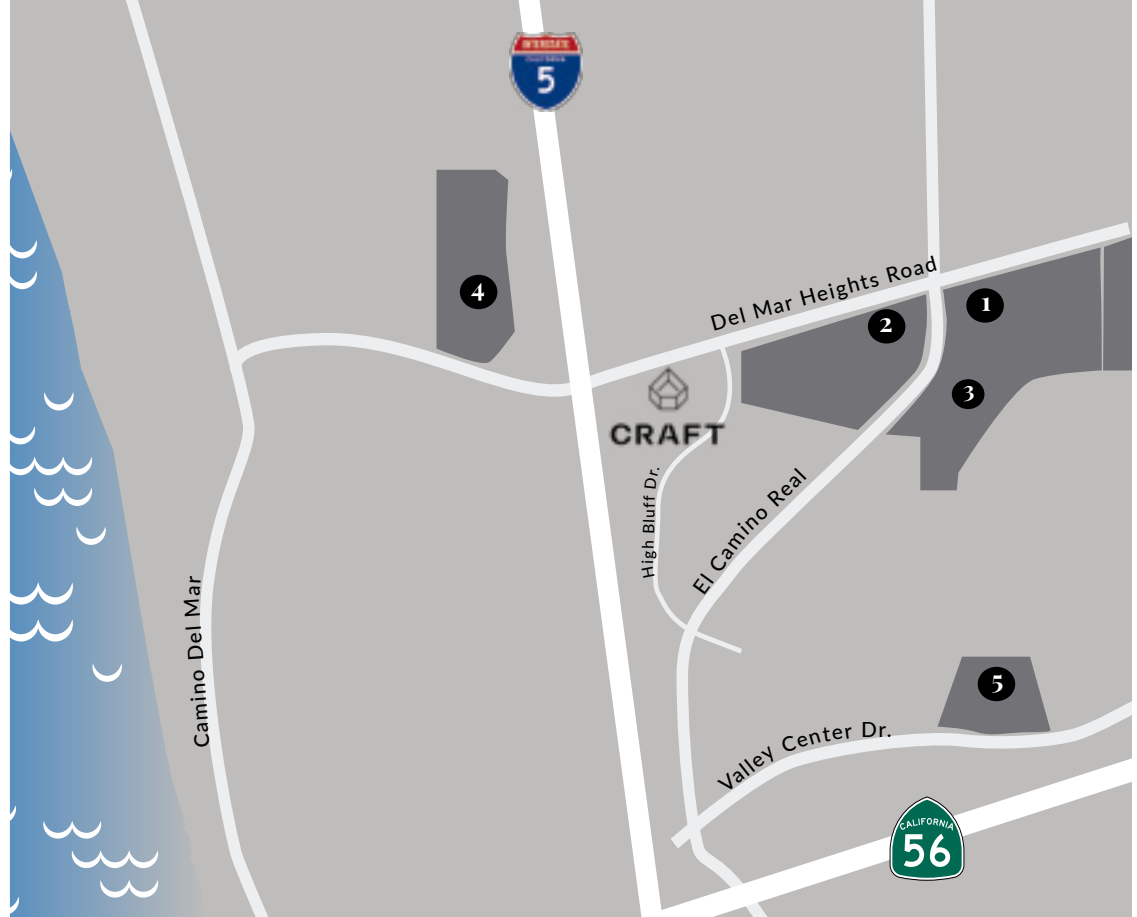 INTERSTATE
CALIFORNIA
5
4
Del Mar Heights Road
1
2
3
CRAFT
High Bluff Dr.
El Camino Real
Camino Del Mar
5
Valley Center Dr.
CALIFORNIA
56